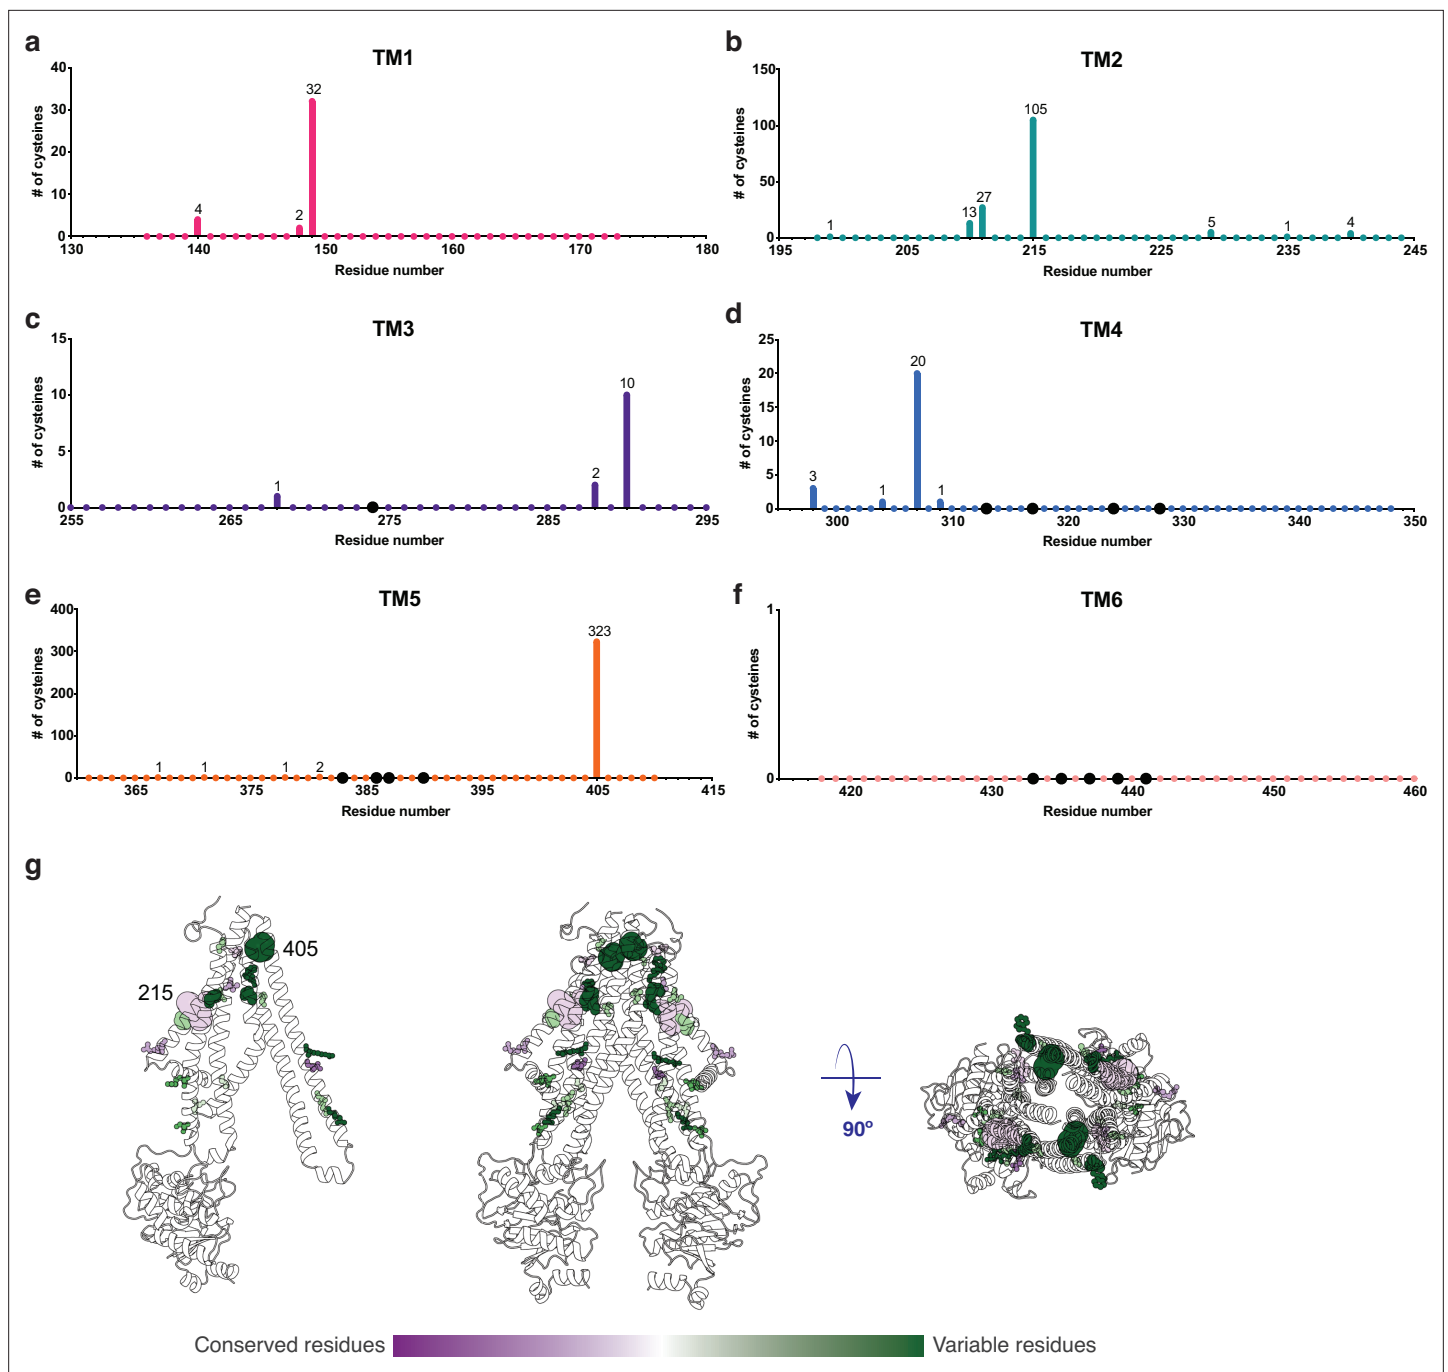 a
TM1
# of cysteines
40
30
20
10
0
4
2
32
130 140 150 160 170 180
Residue number
b
TM2
# of cysteines
150
100
50
0
1
13
27
105
5
1
4
195 205 215 225 235 245
Residue number
c
TM3
# of cysteines
15
10
5
0
1
2
10
255 265 275 285 295
Residue number
d
TM4
# of cysteines
25
20
15
10
5
0
3
1
20
1
300 310 320 330 340 350
Residue number
e
TM5
# of cysteines
400
300
200
100
0
1
1
1
2
323
365 375 385 395 405 415
Residue number
f
TM6
# of cysteines
1
0
420 430 440 450 460
Residue number
g
405
215
90º
Conserved residues
Variable residues